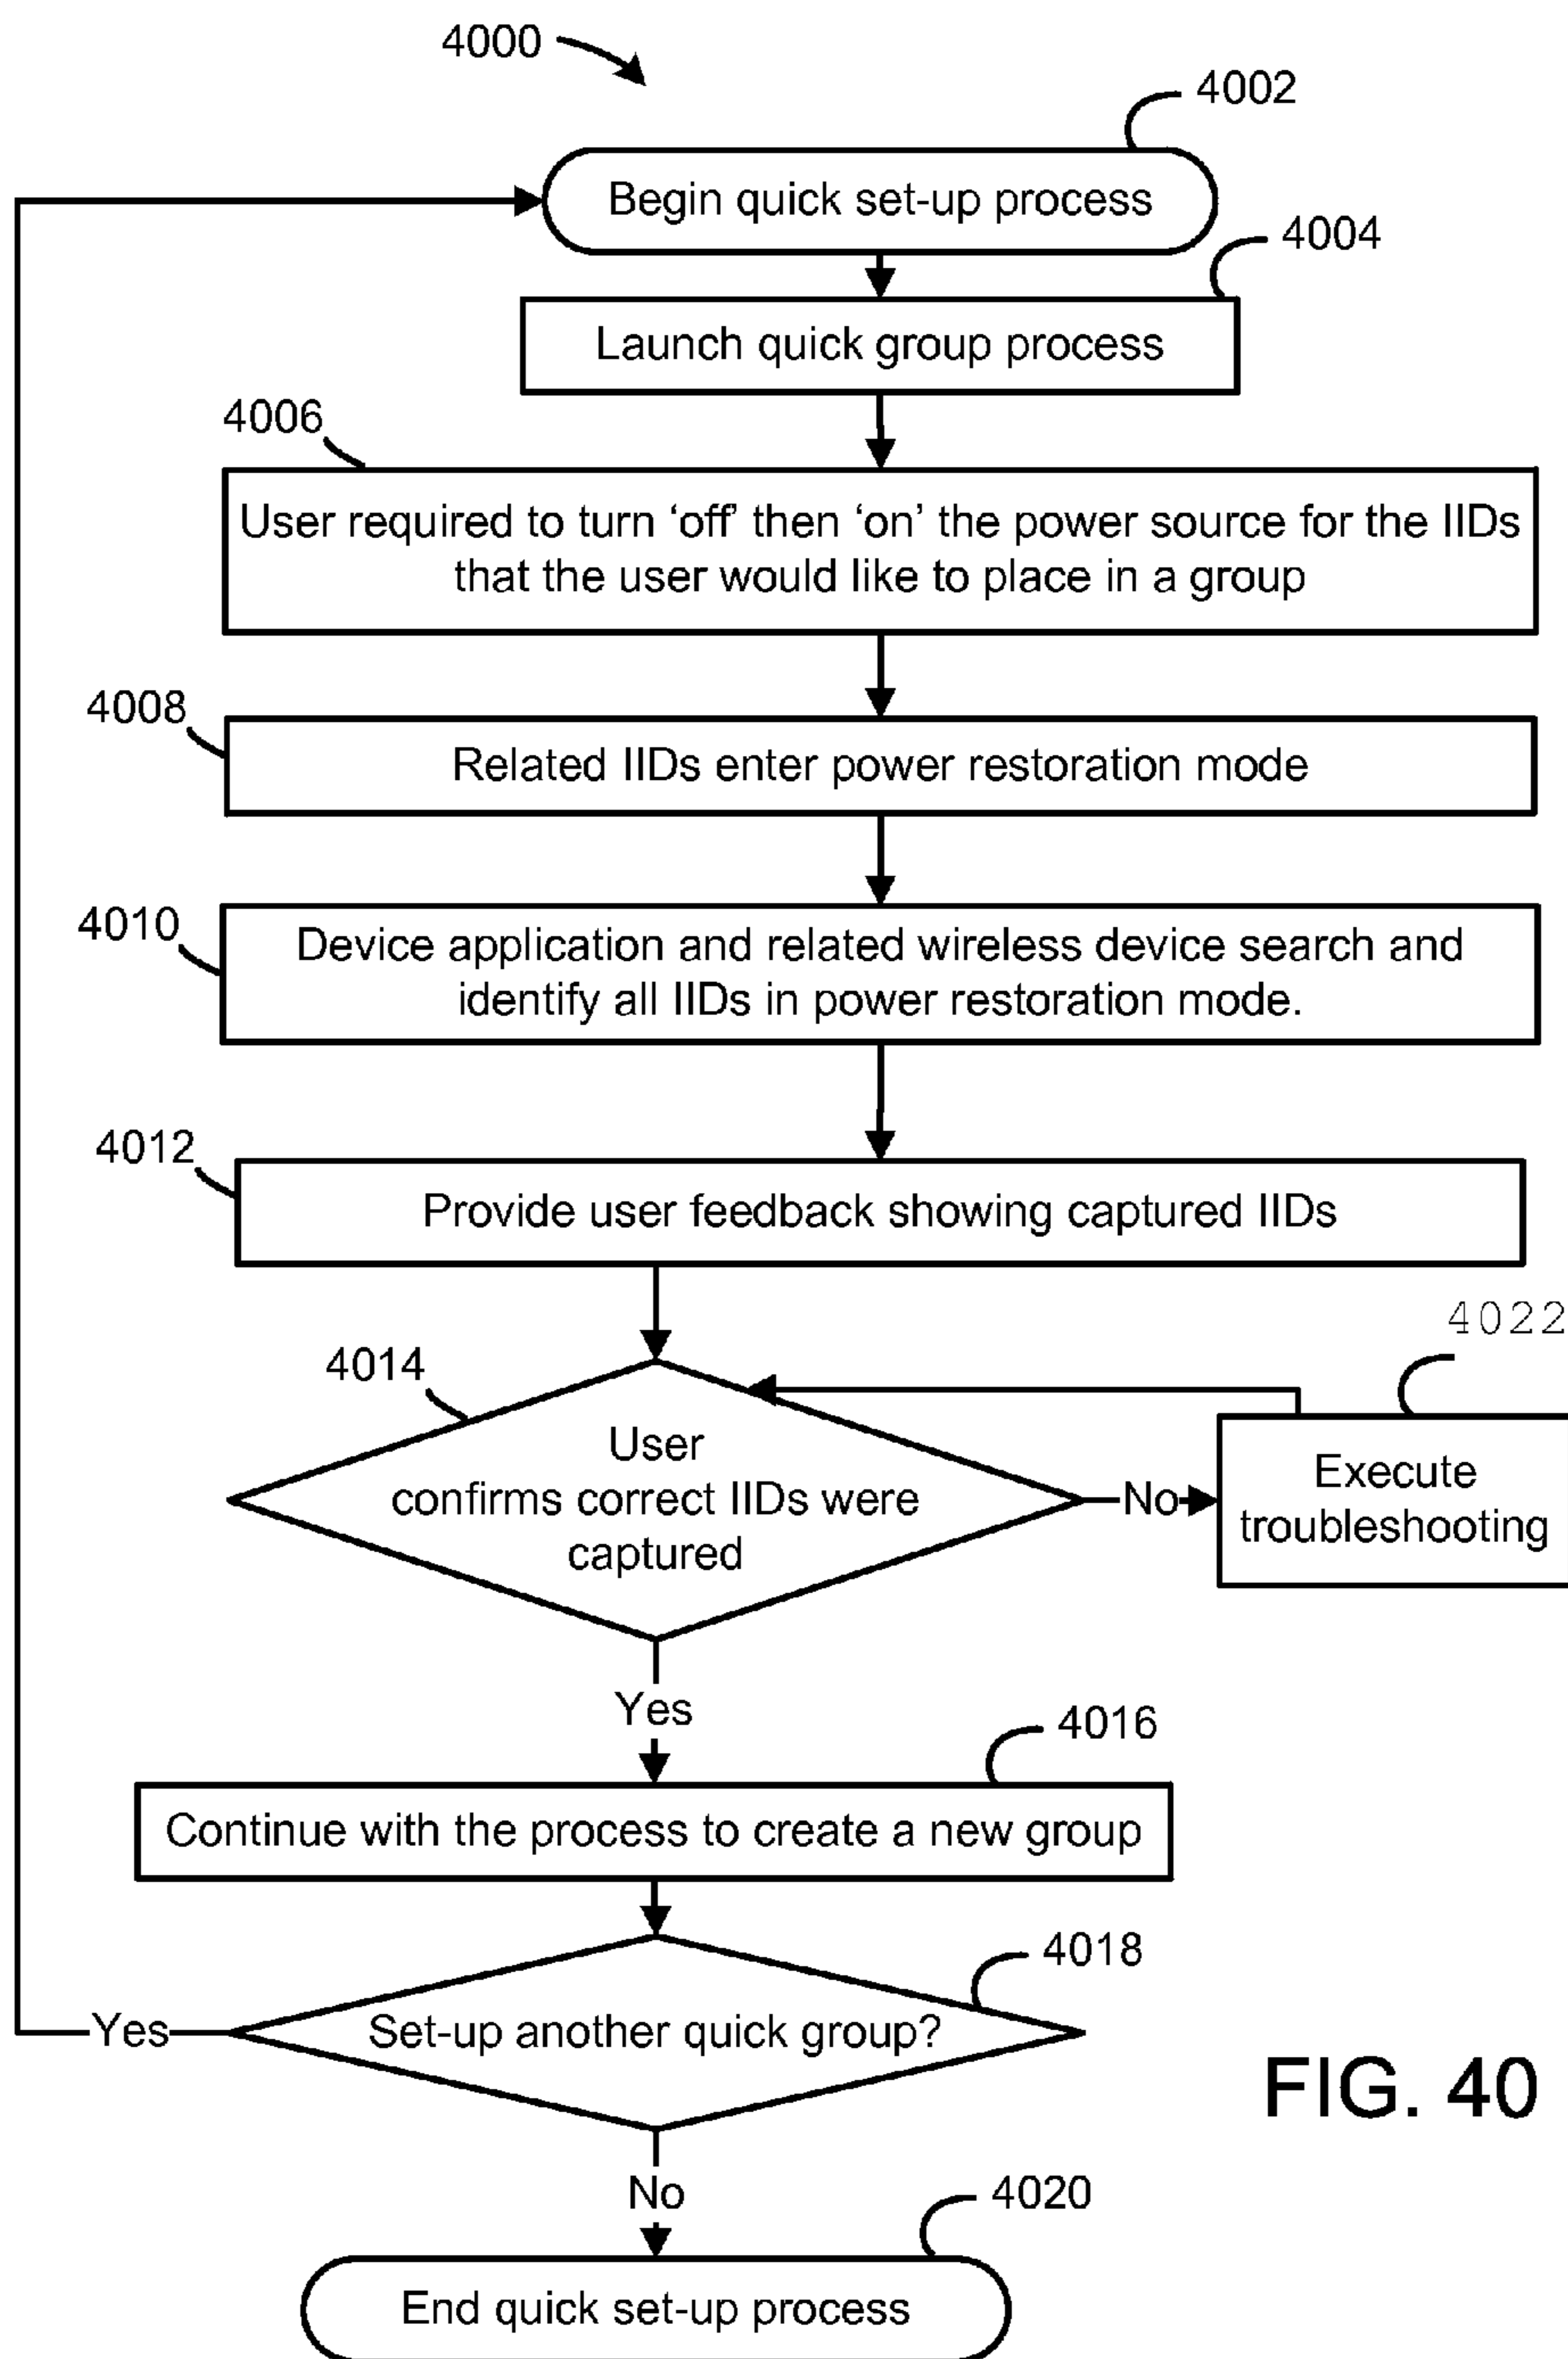 4000
4002
Begin quick set-up process
4004
Launch quick group process
4006
User required to turn ‘off’ then ‘on’ the power source for the IIDs
that the user would like to place in a group
4008
Related IIDs enter power restoration mode
4010
Device application and related wireless device search and
identify all IIDs in power restoration mode.
4012
Provide user feedback showing captured IIDs
4022
4014
User
confirms correct IIDs were
captured
No
Execute
troubleshooting
Yes
4016
Continue with the process to create a new group
4018
Set-up another quick group?
Yes
FIG. 40
No
4020
End quick set-up process